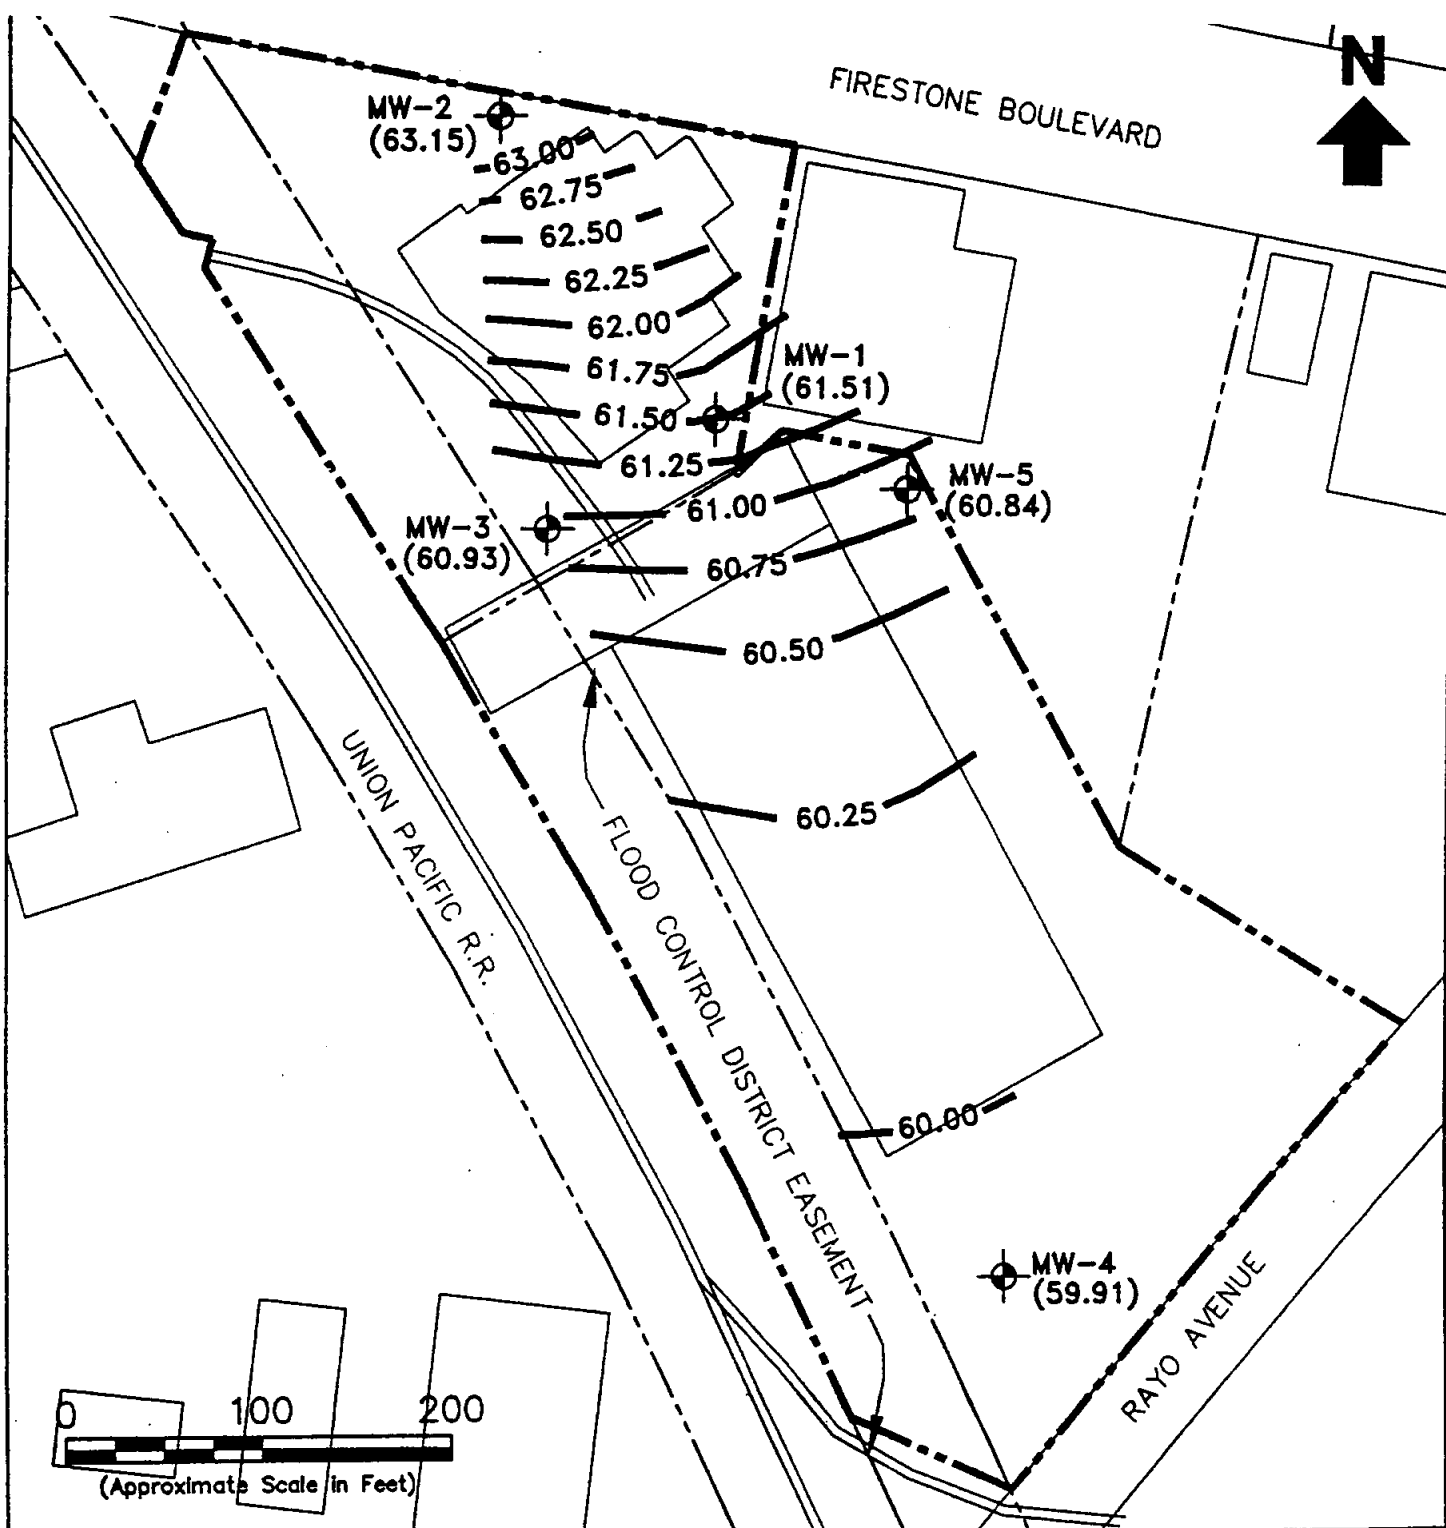 N
FIRESTONE BOULEVARD
MW-2
(63.15)
63.00
62.75
62.50
62.25
62.00
61.75
61.50
61.25
61.00
60.75
60.50
60.25
60.00
MW-1
(61.51)
MW-5
(60.84)
MW-3
(60.93)
UNION PACIFIC R.R.
FLOOD CONTROL DISTRICT EASEMENT
MW-4
(59.91)
RAYO AVENUE
0 100 200
(Approximate Scale in Feet)